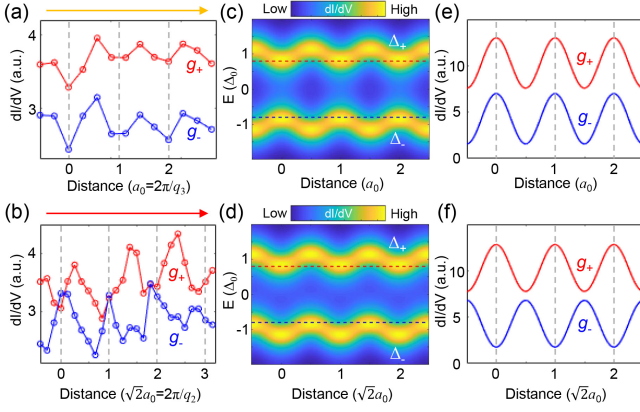 (a)
4
3
dI/dV (a.u.)
g+
g-
0 1 2
Distance (a₀=2π/q₃)
(c)
Low dI/dV High
1
0
-1
E (Δ₀)
Δ+
Δ-
0 1 2
Distance (a₀)
(e)
15
10
5
0
g+
g-
0 1 2
Distance (a₀)
(b)
4
3
dI/dV (a.u.)
g+
g-
0 1 2 3
Distance (√2a₀=2π/q₂)
(d)
Low dI/dV High
1
0
-1
E (Δ₀)
Δ+
Δ-
0 1 2
Distance (√2a₀)
(f)
10
5
0
dI/dV (a.u.)
g+
g-
0 1 2
Distance (√2a₀)